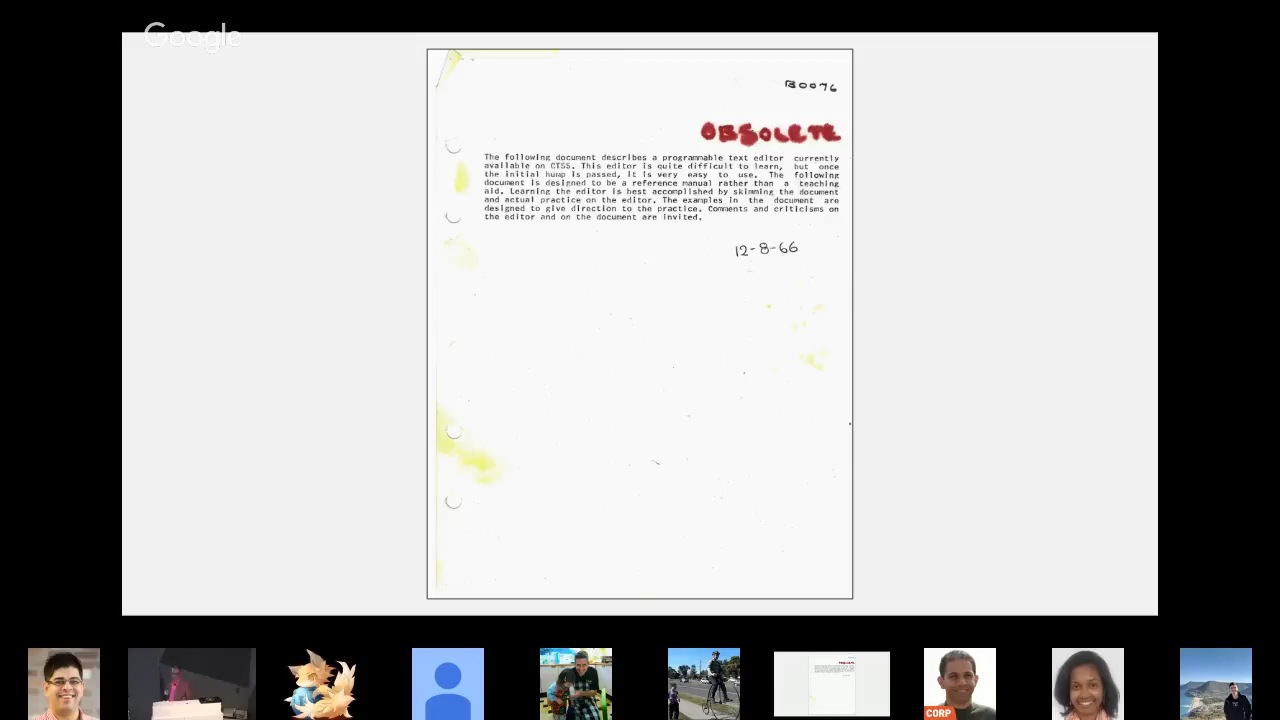 Google
B0076
OBSOLETE
The following document describes a programmable text editor currently
available on CTSS. This editor is quite difficult to learn, but once
the initial hump is passed, it is very easy to use. The following
document is designed to be a reference manual rather than a teaching
aid. Learning the editor is best accomplished by skimming the document
and actual practice on the editor. The examples in the document are
designed to give direction to the practice. Comments and criticisms on
the editor and on the document are invited.
12-8-66
CORP